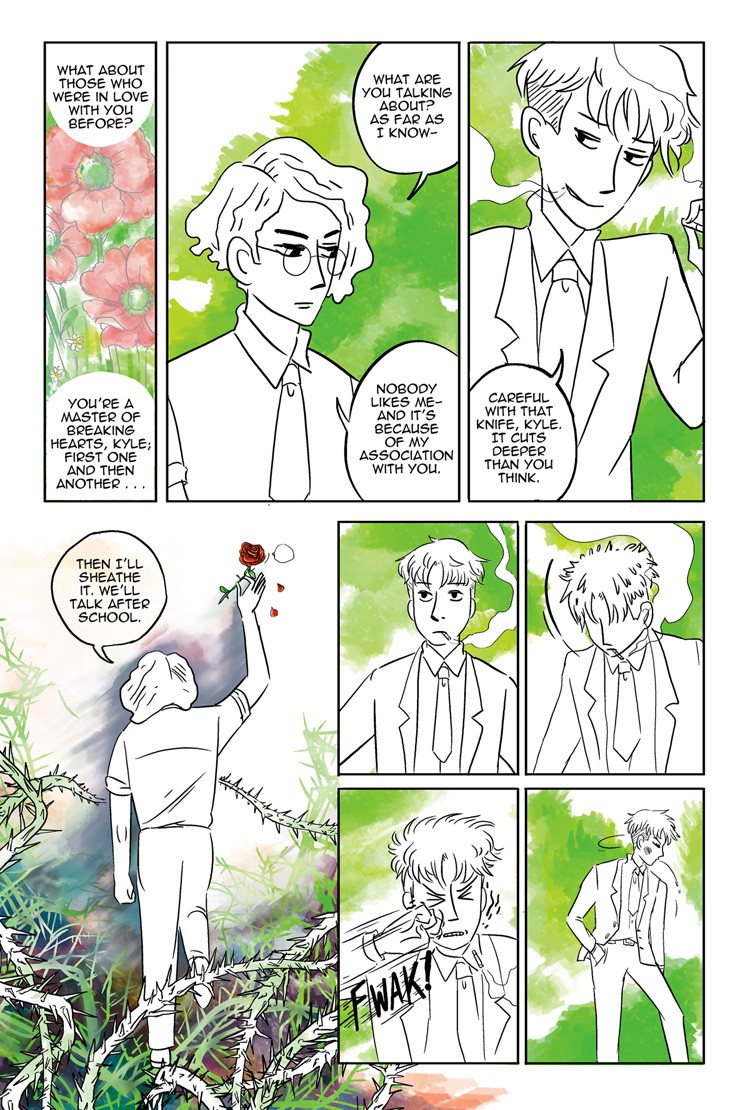 WHAT ABOUT
THOSE WHO
WERE IN LOVE
WITH YOU
BEFORE?
YOU'RE A
MASTER OF
BREAKING
HEARTS, KYLE;
FIRST ONE
AND THEN
ANOTHER . . .
WHAT ARE
YOU TALKING
ABOUT?
AS FAR AS
I KNOW-
NOBODY
LIKES ME-
AND IT'S
BECAUSE
OF MY
ASSOCIATION
WITH YOU.
CAREFUL
WITH THAT
KNIFE, KYLE.
IT CUTS
DEEPER
THAN YOU
THINK.
THEN I'LL
SHEATHE
IT. WE'LL
TALK AFTER
SCHOOL.
FWAK!